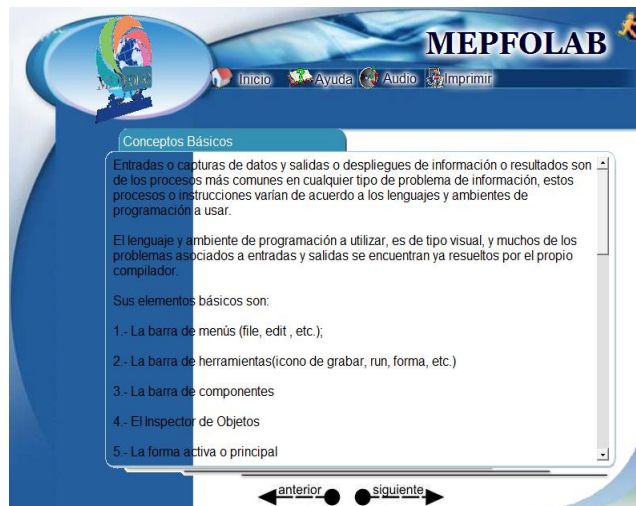 MEPFOLAB
Inicio Ayuda Audio Imprimir
Conceptos Básicos
Entradas o capturas de datos y salidas o despliegues de información o resultados son
de los procesos más comunes en cualquier tipo de problema de información, estos
procesos o instrucciones varían de acuerdo a los lenguajes y ambientes de
programación a usar.
El lenguaje y ambiente de programación a utilizar, es de tipo visual, y muchos de los
problemas asociados a entradas y salidas se encuentran ya resueltos por el propio
compilador.
Sus elementos básicos son:
1.- La barra de menús (file, edit , etc.);
2.- La barra de herramientas(icono de grabar, run, forma, etc.)
3.- La barra de componentes
4.- El Inspector de Objetos
5.- La forma activa o principal
anterior siguiente